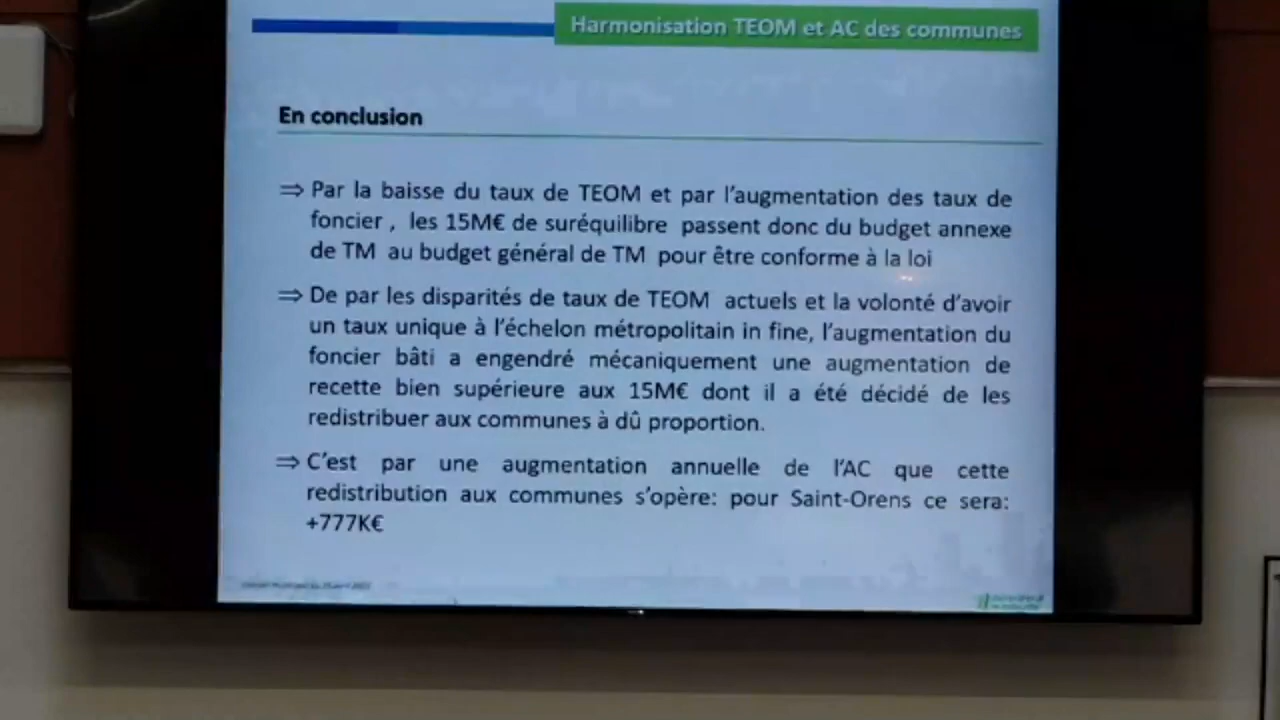 Harmonisation TEOM et AC des communes
En conclusion
⇒ Par la baisse du taux de TEOM et par l'augmentation des taux de
foncier , les 15M€ de suréquilibre passent donc du budget annexe
de TM au budget général de TM pour être conforme à la loi
⇒ De par les disparités de taux de TEOM actuels et la volonté d'avoir
un taux unique à l'échelon métropolitain in fine, l'augmentation du
foncier bâti a engendré mécaniquement une augmentation de
recette bien supérieure aux 15M€ dont il a été décidé de les
redistribuer aux communes à dû proportion.
⇒ C'est par une augmentation annuelle de l'AC que cette
redistribution aux communes s'opère: pour Saint-Orens ce sera:
+777K€